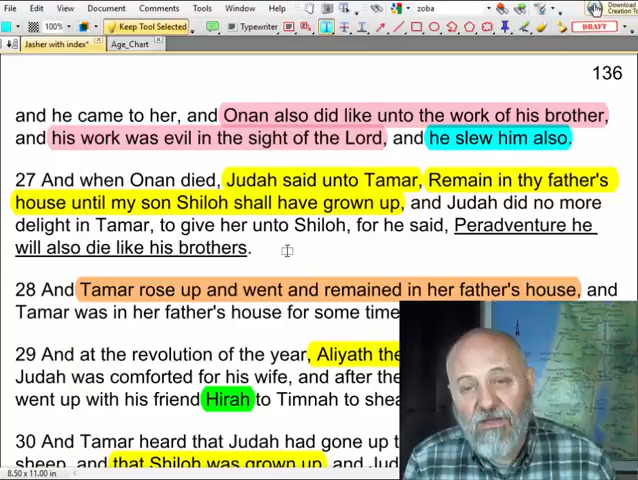 File Edit View Documents Comments Tools Window Help zoba Download
Creation To
100% Keep Tool Selected Typewriter DRAFT
Jasher with index* Age_Chart
136
and he came to her, and Onan also did like unto the work of his brother,
and his work was evil in the sight of the Lord, and he slew him also.
27 And when Onan died, Judah said unto Tamar, Remain in thy father's
house until my son Shiloh shall have grown up, and Judah did no more
delight in Tamar, to give her unto Shiloh, for he said, Peradventure he
will also die like his brothers.
28 And Tamar rose up and went and remained in her father's house, and
Tamar was in her father's house for some time
29 And at the revolution of the year, Aliyath the
Judah was comforted for his wife, and after the
went up with his friend Hirah to Timnah to shea
30 And Tamar heard that Judah had gone up t
sheep, and that Shiloh was grown up, and Jud
8.50 x 11.00 in